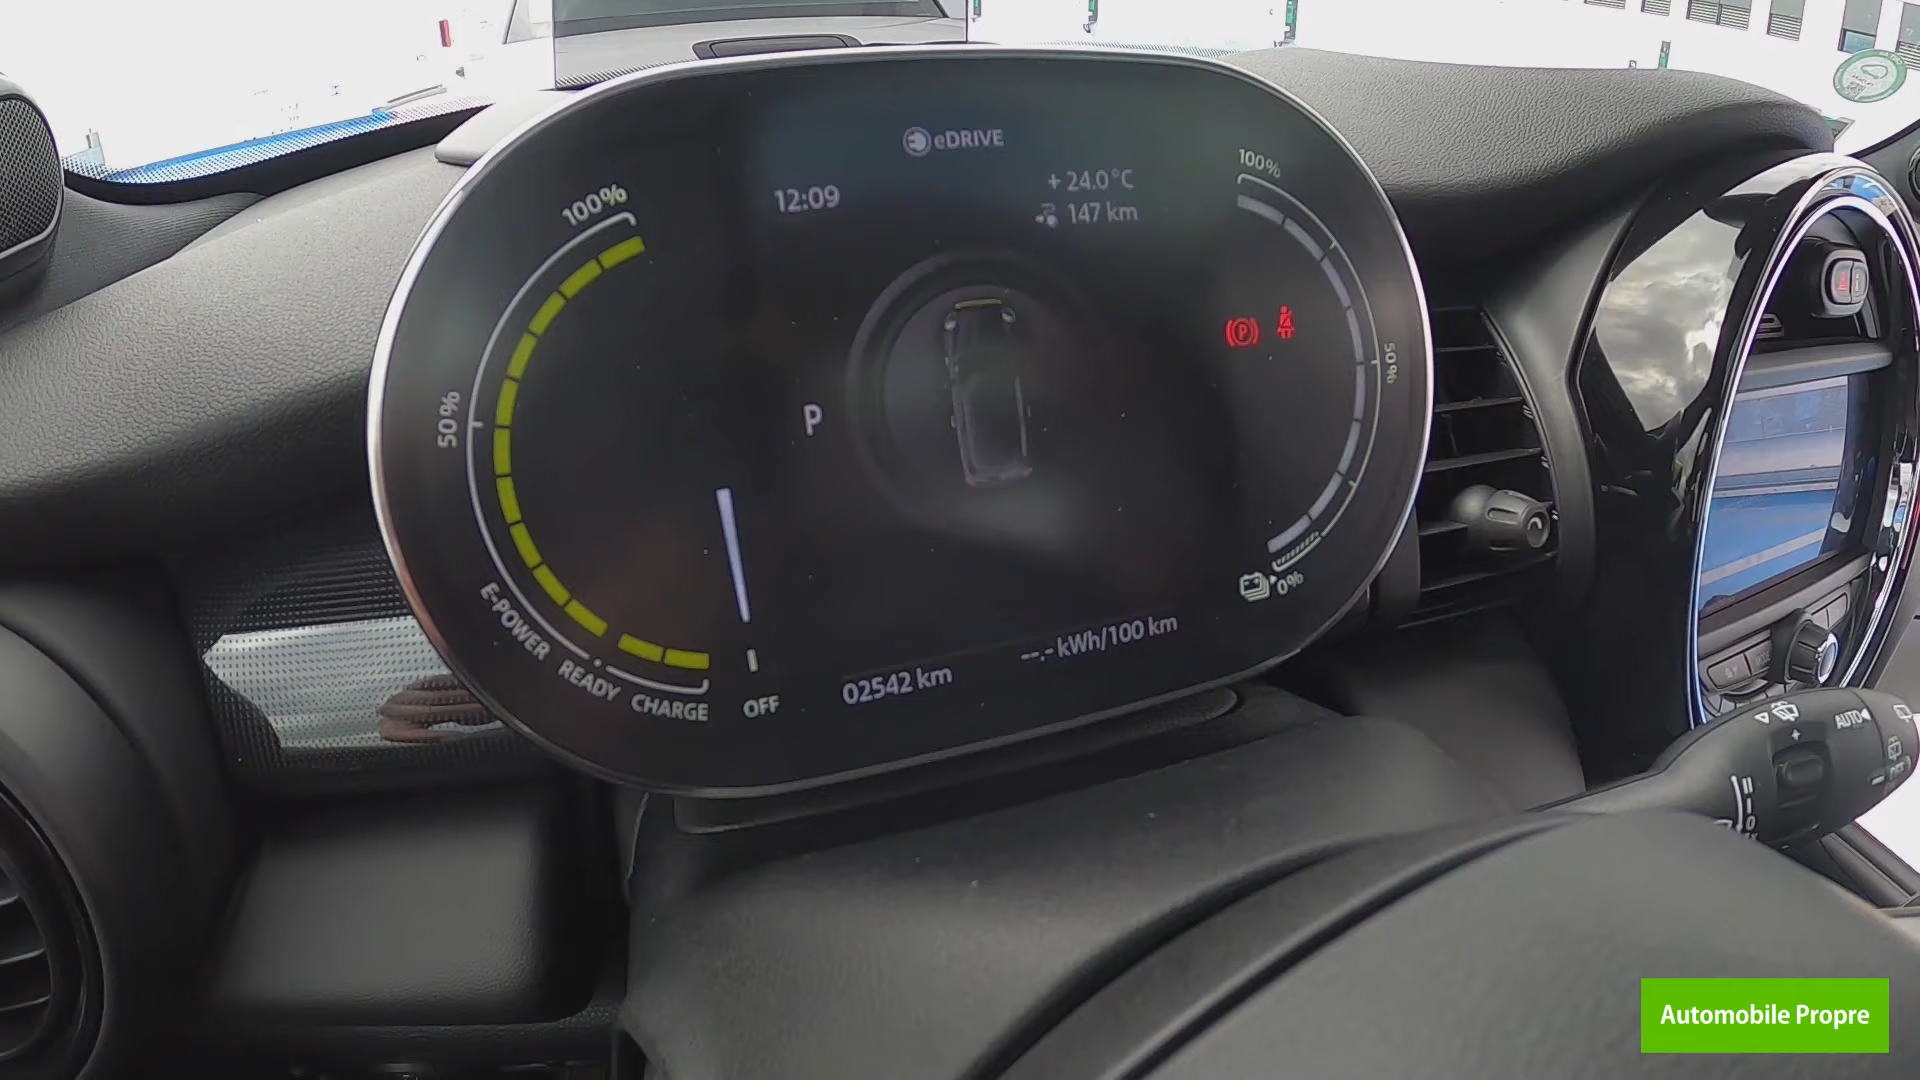 eDRIVE
12:09
+ 24.0°C
147 km
100%
50%
E-POWER
READY
CHARGE
OFF
P
100%
50%
0%
02542 km
--.- kWh/100 km
AUTO
OFF
Automobile Propre